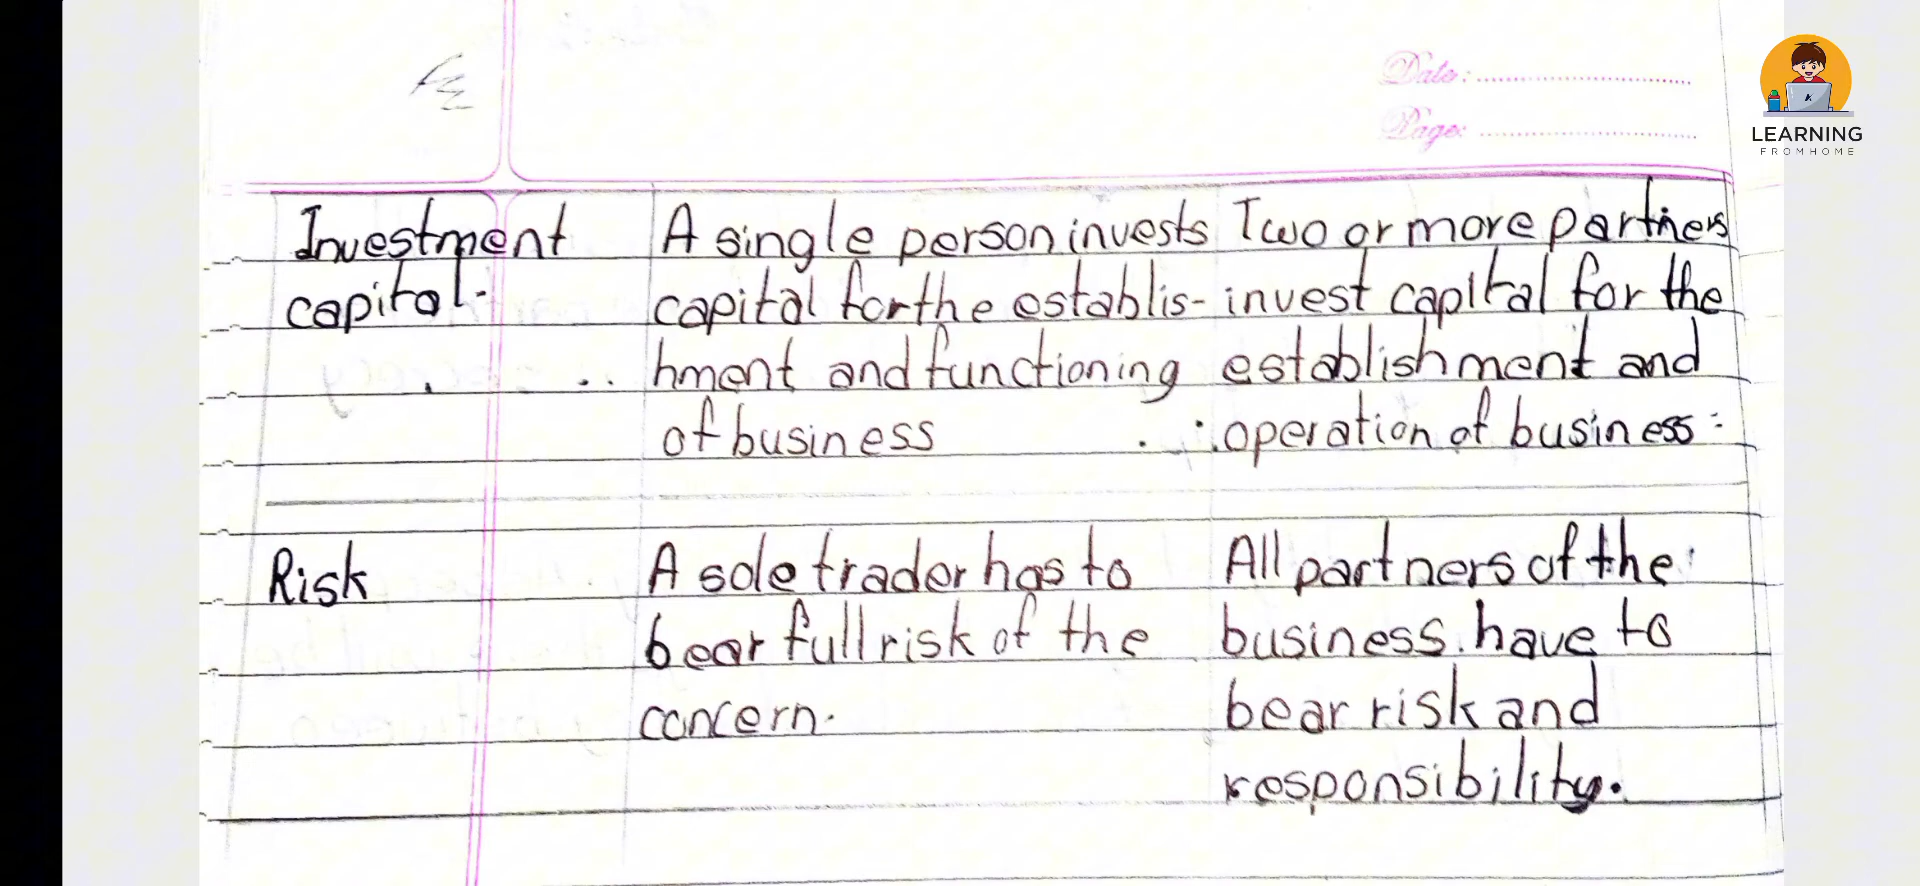 Date:
Page:
LEARNING
FROMHOME
Investment
capital.
A single person invests
capital for the establis-
hment and functioning
of business
Two or more partners
invest capital for the
establishment and
operation of business
Risk
A sole trader has to
bear full risk of the
concern.
All partners of the
business have to
bear risk and
responsibility.